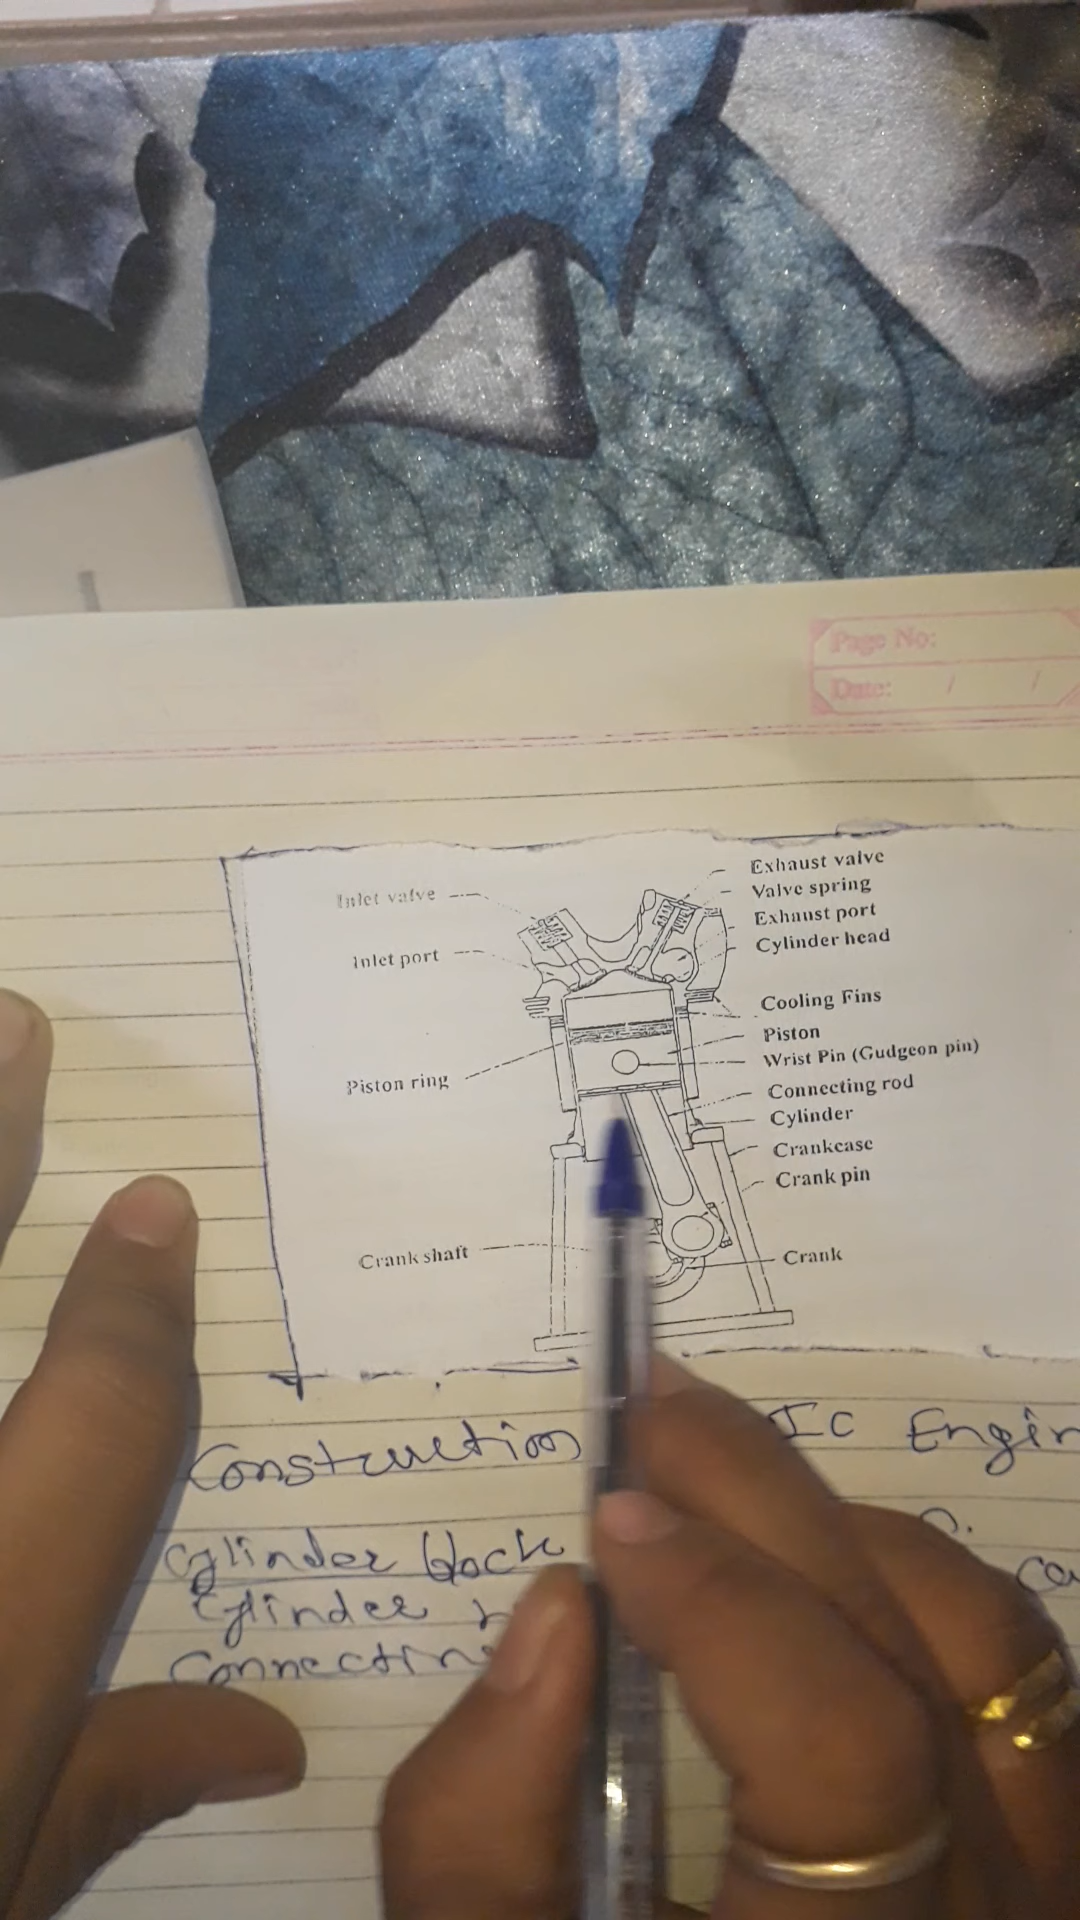 Page No:
Date: / /
Exhaust valve
Inlet valve
Valve spring
Exhaust port
Cylinder head
Inlet port
Cooling Fins
Piston
Wrist Pin (Gudgeon pin)
Piston ring
Connecting rod
Cylinder
Crankcase
Crank pin
Crank shaft
Crank
Construction IC Engin
Cylinder block
Cylinder